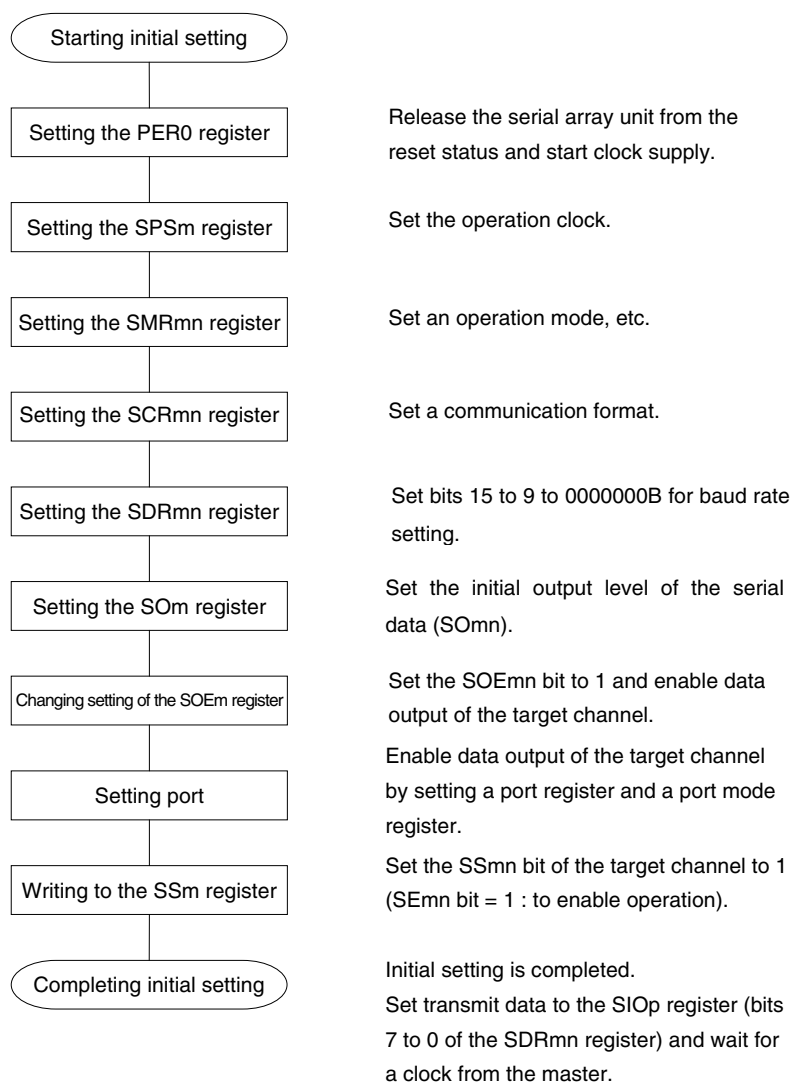 Starting initial setting
Setting the PER0 register
Release the serial array unit from the
reset status and start clock supply.
Setting the SPSm register
Set the operation clock.
Setting the SMRmn register
Set an operation mode, etc.
Setting the SCRmn register
Set a communication format.
Setting the SDRmn register
Set bits 15 to 9 to 0000000B for baud rate
setting.
Setting the SOm register
Set the initial output level of the serial
data (SOmn).
Changing setting of the SOEm register
Set the SOEmn bit to 1 and enable data
output of the target channel.
Setting port
Enable data output of the target channel
by setting a port register and a port mode
register.
Writing to the SSm register
Set the SSmn bit of the target channel to 1
(SEmn bit = 1 : to enable operation).
Completing initial setting
Initial setting is completed.
Set transmit data to the SIOp register (bits
7 to 0 of the SDRmn register) and wait for
a clock from the master.